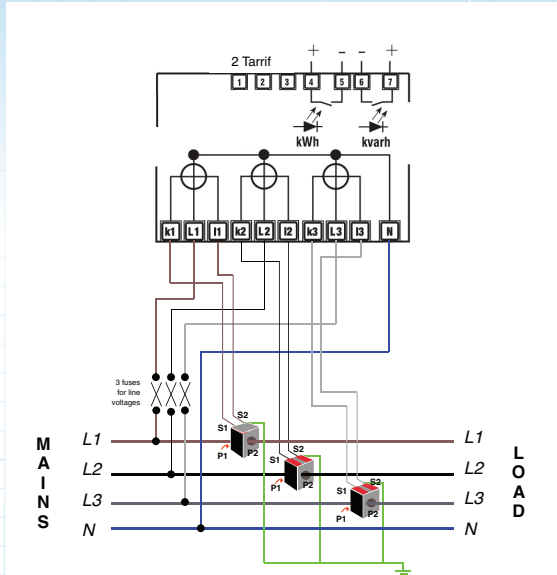 2 Tarrif
+ – – +
1 2 3 4 5 6 7
kWh kvarh
k1 L1 l1 k2 L2 l2 k3 L3 l3 N
3 fuses
for line
voltages
S1 S2
P1 P2
S1 S2
P1 P2
S1 S2
P1 P2
MAINS
L1 L1
L2 L2
L3 L3
N N
LOAD